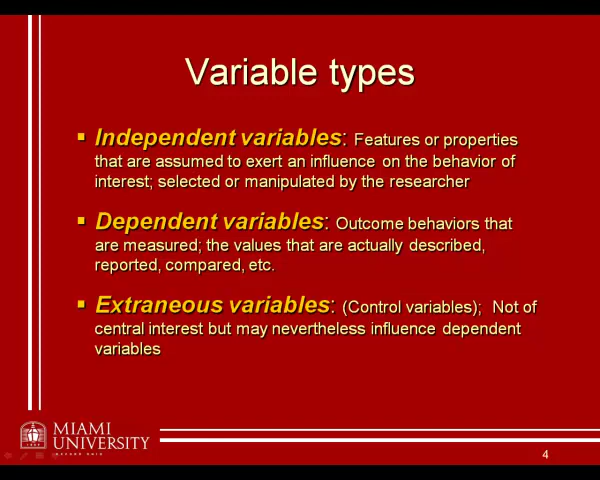 Variable types
▪ Independent variables: Features or properties
that are assumed to exert an influence on the behavior of
interest; selected or manipulated by the researcher
▪ Dependent variables: Outcome behaviors that
are measured; the values that are actually described,
reported, compared, etc.
▪ Extraneous variables: (Control variables);  Not of
central interest but may nevertheless influence dependent
variables
MIAMI
UNIVERSITY
4